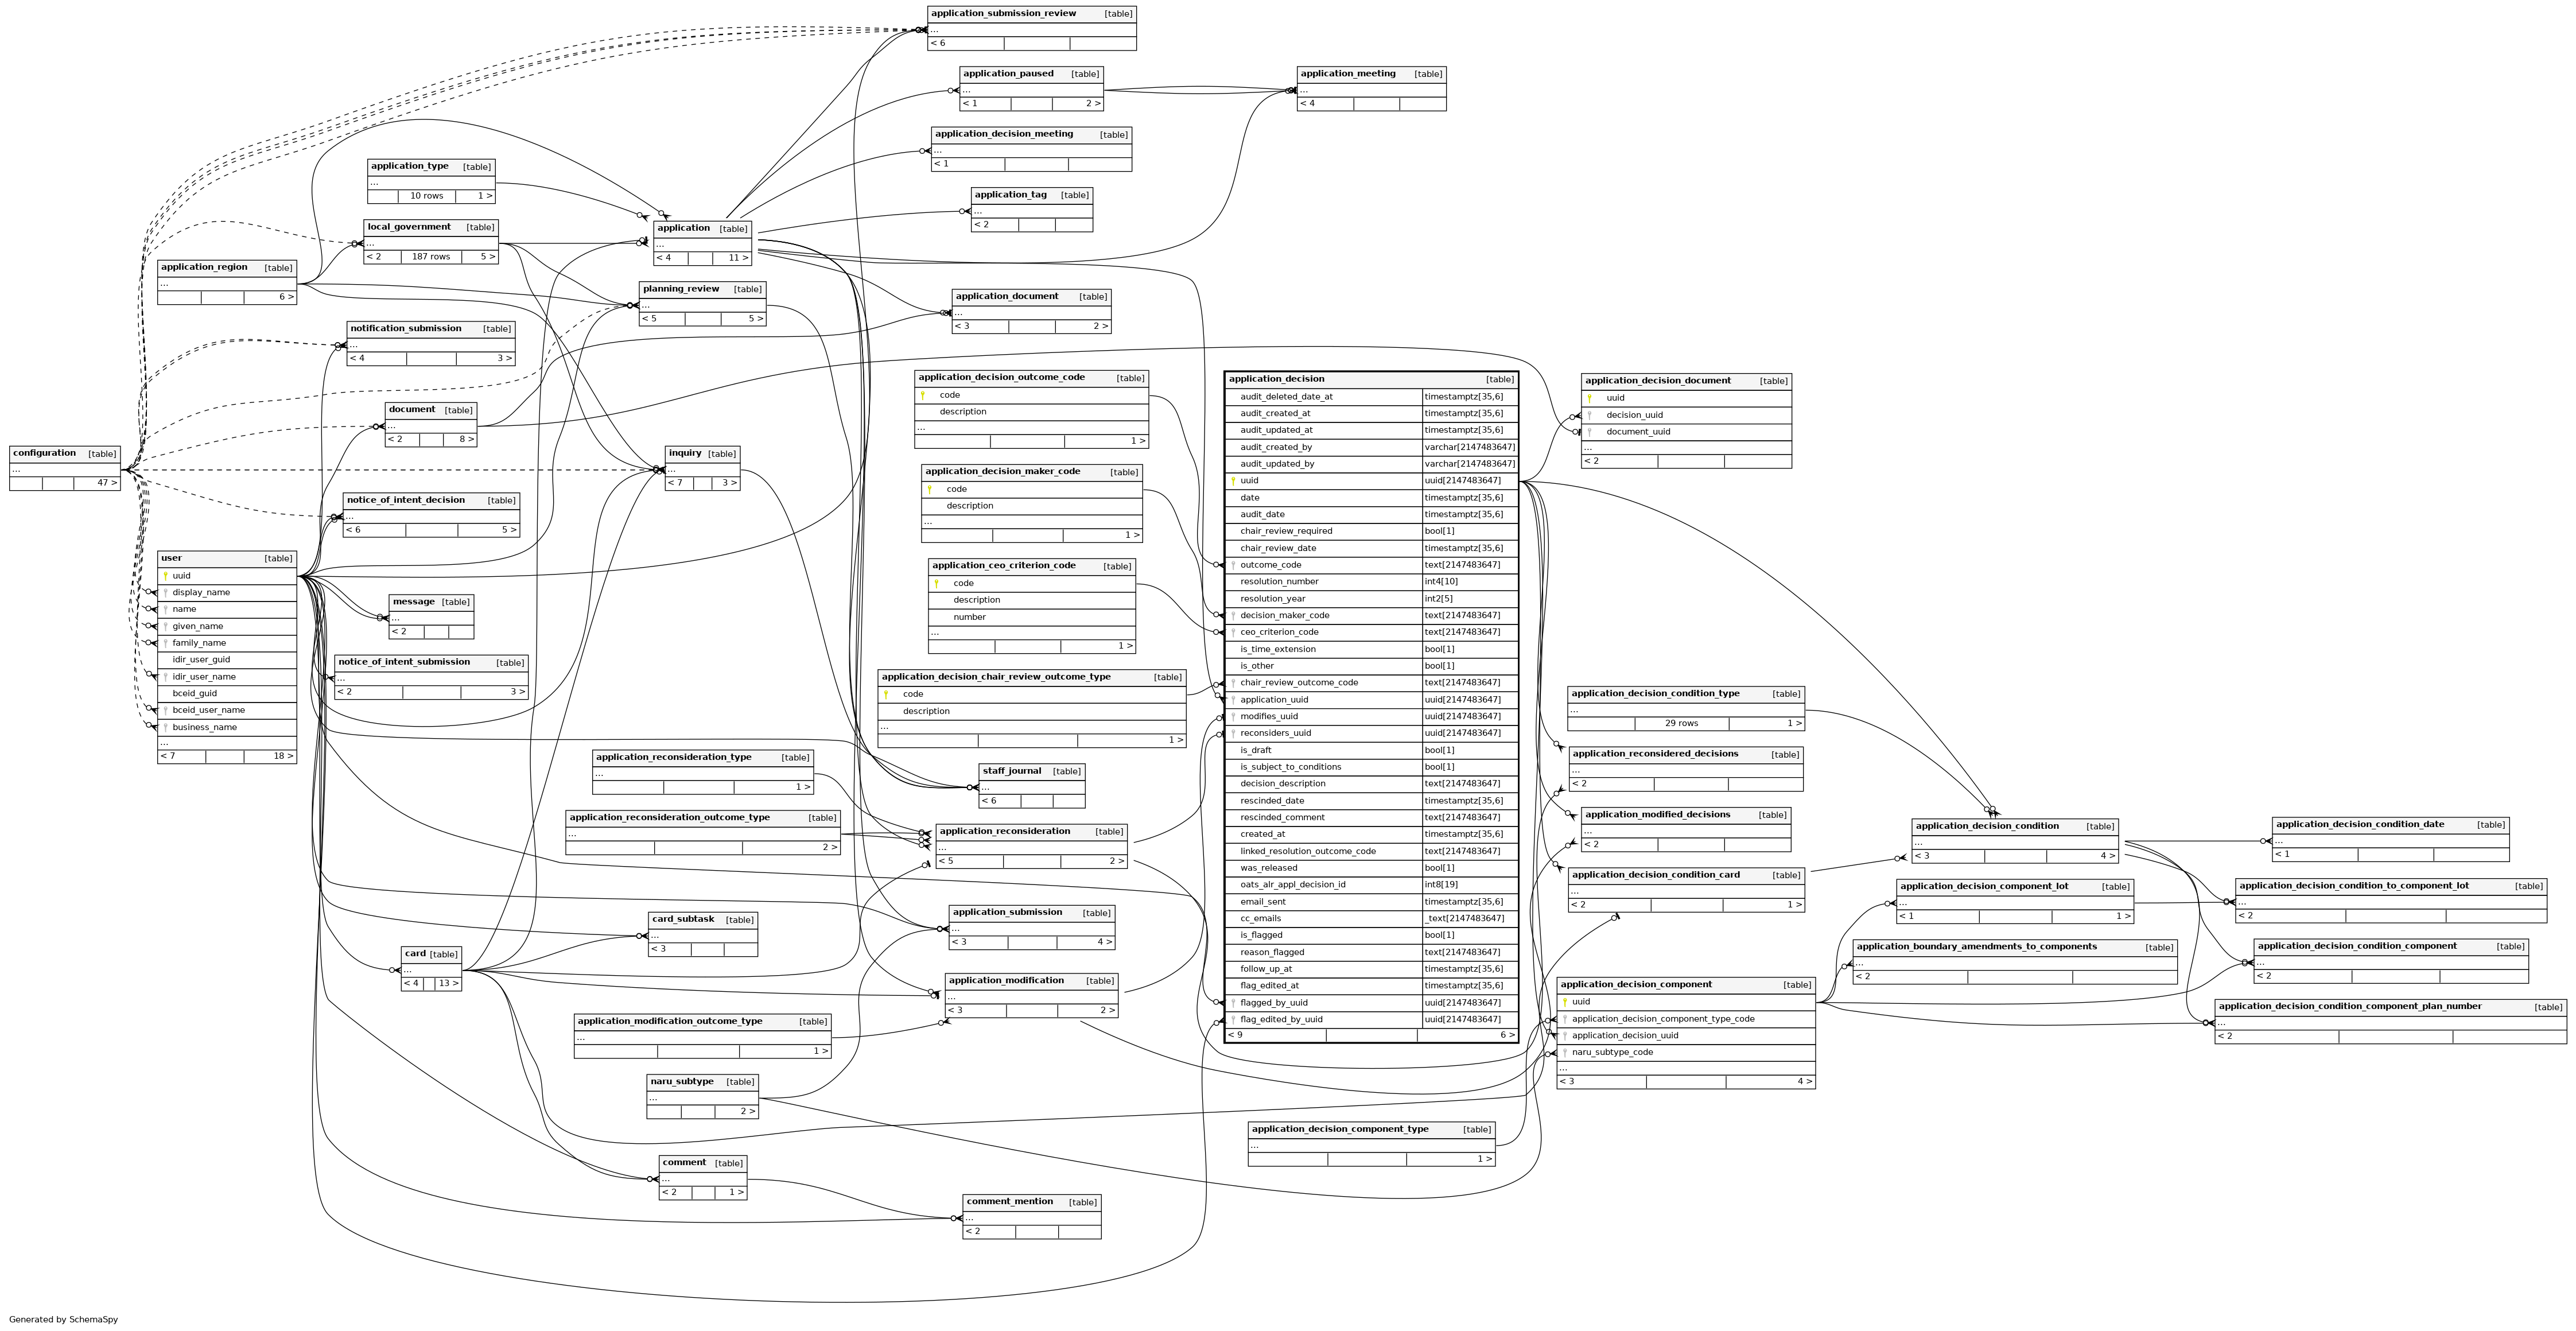 application_submission_review [table]
...
< 6
application_paused [table]
...
< 1 2 >
application_meeting [table]
...
< 4
application_decision_meeting [table]
...
< 1
application_type [table]
...
10 rows 1 >
application_tag [table]
...
< 2
local_government [table]
...
< 2 187 rows 5 >
application [table]
...
< 4 11 >
application_region [table]
...
6 >
planning_review [table]
...
< 5 5 >
application_document [table]
...
< 3 2 >
notification_submission [table]
...
< 4 3 >
document [table]
...
< 2 8 >
configuration [table]
...
47 >
inquiry [table]
...
< 7 3 >
notice_of_intent_decision [table]
...
< 6 5 >
user [table]
uuid
display_name
name
given_name
family_name
idir_user_guid
idir_user_name
bceid_guid
bceid_user_name
business_name
...
< 7 18 >
message [table]
...
< 2
notice_of_intent_submission [table]
...
< 2 3 >
application_decision_outcome_code [table]
code
description
...
1 >
application_decision_maker_code [table]
code
description
...
1 >
application_ceo_criterion_code [table]
code
description
number
...
1 >
application_decision_chair_review_outcome_type [table]
code
description
...
1 >
application_decision [table]
audit_deleted_date_at timestamptz[35,6]
audit_created_at timestamptz[35,6]
audit_updated_at timestamptz[35,6]
audit_created_by varchar[2147483647]
audit_updated_by varchar[2147483647]
uuid uuid[2147483647]
date timestamptz[35,6]
audit_date timestamptz[35,6]
chair_review_required bool[1]
chair_review_date timestamptz[35,6]
outcome_code text[2147483647]
resolution_number int4[10]
resolution_year int2[5]
decision_maker_code text[2147483647]
ceo_criterion_code text[2147483647]
is_time_extension bool[1]
is_other bool[1]
chair_review_outcome_code text[2147483647]
application_uuid uuid[2147483647]
modifies_uuid uuid[2147483647]
reconsiders_uuid uuid[2147483647]
is_draft bool[1]
is_subject_to_conditions bool[1]
decision_description text[2147483647]
rescinded_date timestamptz[35,6]
rescinded_comment text[2147483647]
created_at timestamptz[35,6]
linked_resolution_outcome_code text[2147483647]
was_released bool[1]
oats_alr_appl_decision_id int8[19]
email_sent timestamptz[35,6]
cc_emails _text[2147483647]
is_flagged bool[1]
reason_flagged text[2147483647]
follow_up_at timestamptz[35,6]
flag_edited_at timestamptz[35,6]
flagged_by_uuid uuid[2147483647]
flag_edited_by_uuid uuid[2147483647]
< 9 6 >
application_decision_document [table]
uuid
decision_uuid
document_uuid
...
< 2
application_decision_condition_type [table]
...
29 rows 1 >
application_reconsidered_decisions [table]
...
< 2
application_modified_decisions [table]
...
< 2
application_decision_condition_card [table]
...
< 2 1 >
application_reconsideration_type [table]
...
1 >
staff_journal [table]
...
< 6
application_reconsideration_outcome_type [table]
...
2 >
application_reconsideration [table]
...
< 5 2 >
application_decision_condition [table]
...
< 3 4 >
application_decision_condition_date [table]
...
< 1
application_decision_component_lot [table]
...
< 1 1 >
application_decision_condition_to_component_lot [table]
...
< 2
card_subtask [table]
...
< 3
application_submission [table]
...
< 3 4 >
card [table]
...
< 4 13 >
application_boundary_amendments_to_components [table]
...
< 2
application_decision_condition_component [table]
...
< 2
application_modification [table]
...
< 3 2 >
application_decision_component [table]
uuid
application_decision_component_type_code
application_decision_uuid
naru_subtype_code
...
< 3 4 >
application_decision_condition_component_plan_number [table]
...
< 2
application_modification_outcome_type [table]
...
1 >
naru_subtype [table]
...
2 >
application_decision_component_type [table]
...
1 >
comment [table]
...
< 2 1 >
comment_mention [table]
...
< 2
Generated by SchemaSpy